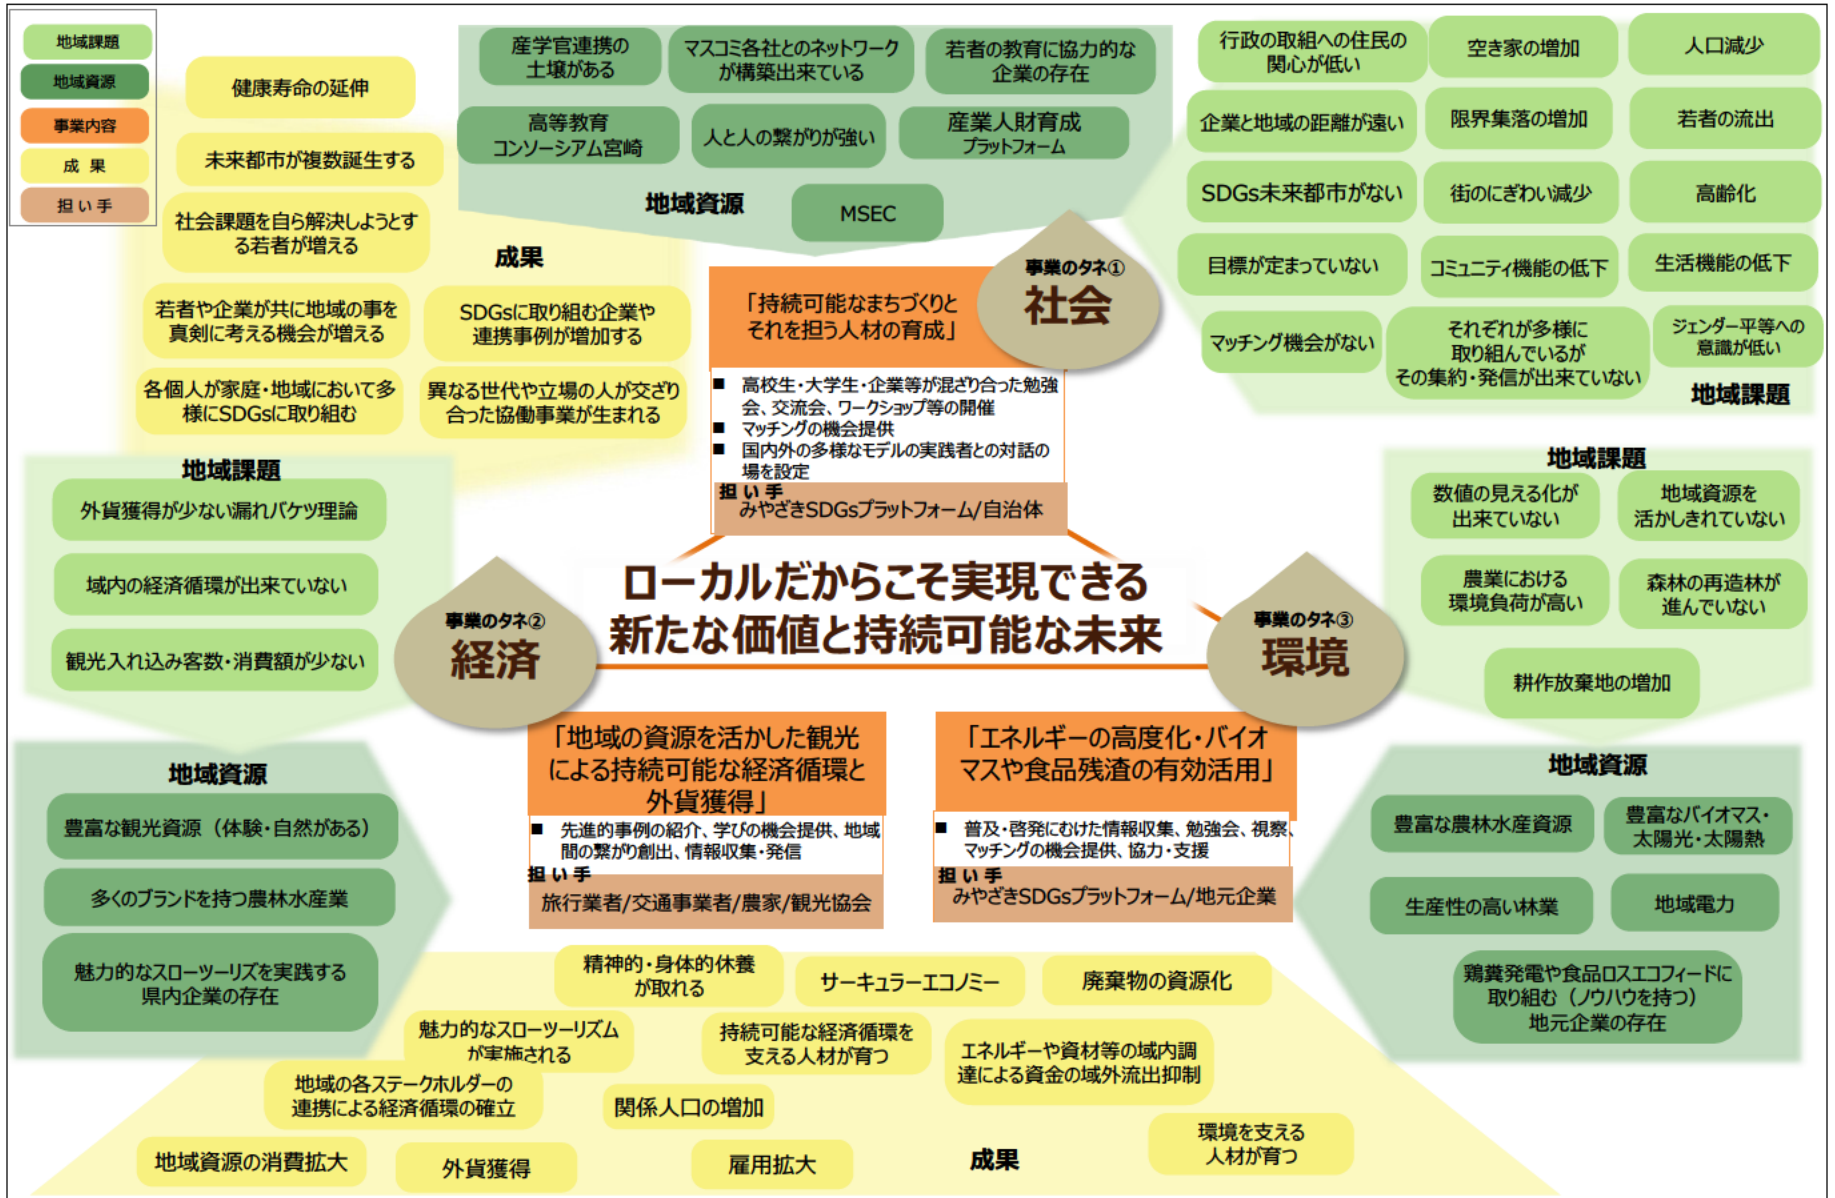 地域課題
地域資源
事業内容
成 果
担 い 手
健康寿命の延伸
未来都市が複数誕生する
社会課題を自ら解決しようとす
る若者が増える
成果
若者や企業が共に地域の事を
真剣に考える機会が増える
SDGsに取り組む企業や
連携事例が増加する
各個人が家庭・地域において多
様にSDGsに取り組む
異なる世代や立場の人が交ざり
合った協働事業が生まれる
産学官連携の
土壌がある
マスコミ各社とのネットワーク
が構築出来ている
若者の教育に協力的な
企業の存在
高等教育
コンソーシアム宮崎
人と人の繋がりが強い
産業人財育成
プラットフォーム
地域資源
MSEC
行政の取組への住民の
関心が低い
空き家の増加
人口減少
企業と地域の距離が遠い
限界集落の増加
若者の流出
SDGs未来都市がない
街のにぎわい減少
高齢化
目標が定まっていない
コミュニティ機能の低下
生活機能の低下
マッチング機会がない
それぞれが多様に
取り組んでいるが
その集約・発信が出来ていない
ジェンダー平等への
意識が低い
地域課題
事業のタネ①
社会
「持続可能なまちづくりと
それを担う人材の育成」
■ 高校生・大学生・企業等が混ざり合った勉強
会、交流会、ワークショップ等の開催
■ マッチングの機会提供
■ 国内外の多様なモデルの実践者との対話の
場を設定
担 い 手
みやざきSDGsプラットフォーム/自治体
ローカルだからこそ実現できる
新たな価値と持続可能な未来
地域課題
外貨獲得が少ない漏れバケツ理論
域内の経済循環が出来ていない
観光入れ込み客数・消費額が少ない
事業のタネ②
経済
地域資源
豊富な観光資源（体験・自然がある）
多くのブランドを持つ農林水産業
魅力的なスローツーリズを実践する
県内企業の存在
「地域の資源を活かした観光
による持続可能な経済循環と
外貨獲得」
■ 先進的事例の紹介、学びの機会提供、地域
間の繋がり創出、情報収集・発信
担 い 手
旅行業者/交通事業者/農家/観光協会
地域課題
数値の見える化が
出来ていない
地域資源を
活かしきれていない
農業における
環境負荷が高い
森林の再造林が
進んでいない
耕作放棄地の増加
事業のタネ③
環境
「エネルギーの高度化・バイオ
マスや食品残渣の有効活用」
■ 普及・啓発にむけた情報収集、勉強会、視察、
マッチングの機会提供、協力・支援
担 い 手
みやざきSDGsプラットフォーム/地元企業
地域資源
豊富な農林水産資源
豊富なバイオマス・
太陽光・太陽熱
生産性の高い林業
地域電力
鶏糞発電や食品ロスエコフィードに
取り組む（ノウハウを持つ）
地元企業の存在
精神的・身体的休養
が取れる
サーキュラーエコノミー
廃棄物の資源化
魅力的なスローツーリズム
が実施される
持続可能な経済循環を
支える人材が育つ
エネルギーや資材等の域内調
達による資金の域外流出抑制
地域の各ステークホルダーの
連携による経済循環の確立
関係人口の増加
環境を支える
人材が育つ
地域資源の消費拡大
外貨獲得
雇用拡大
成果